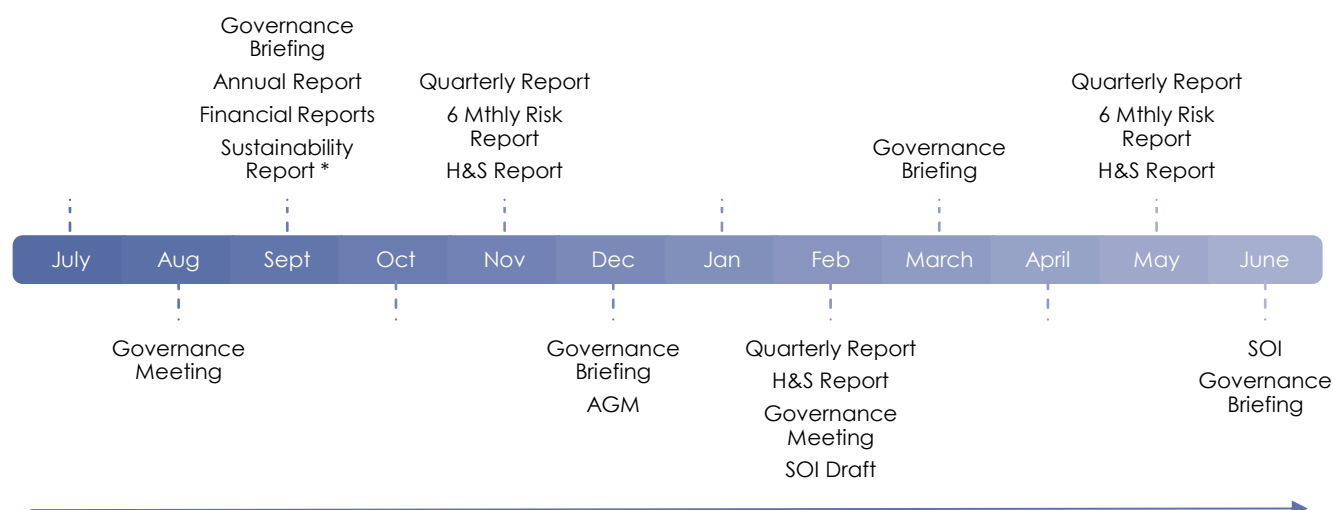 Governance
Briefing
Annual Report
Financial Reports
Sustainability
Report *
Quarterly Report
6 Mthly Risk
Report
H&S Report
Governance
Briefing
Quarterly Report
6 Mthly Risk
Report
H&S Report
July Aug Sept Oct Nov Dec Jan Feb March April May June
Governance
Meeting
Governance
Briefing
AGM
Quarterly Report
H&S Report
Governance
Meeting
SOI Draft
SOI
Governance
Briefing